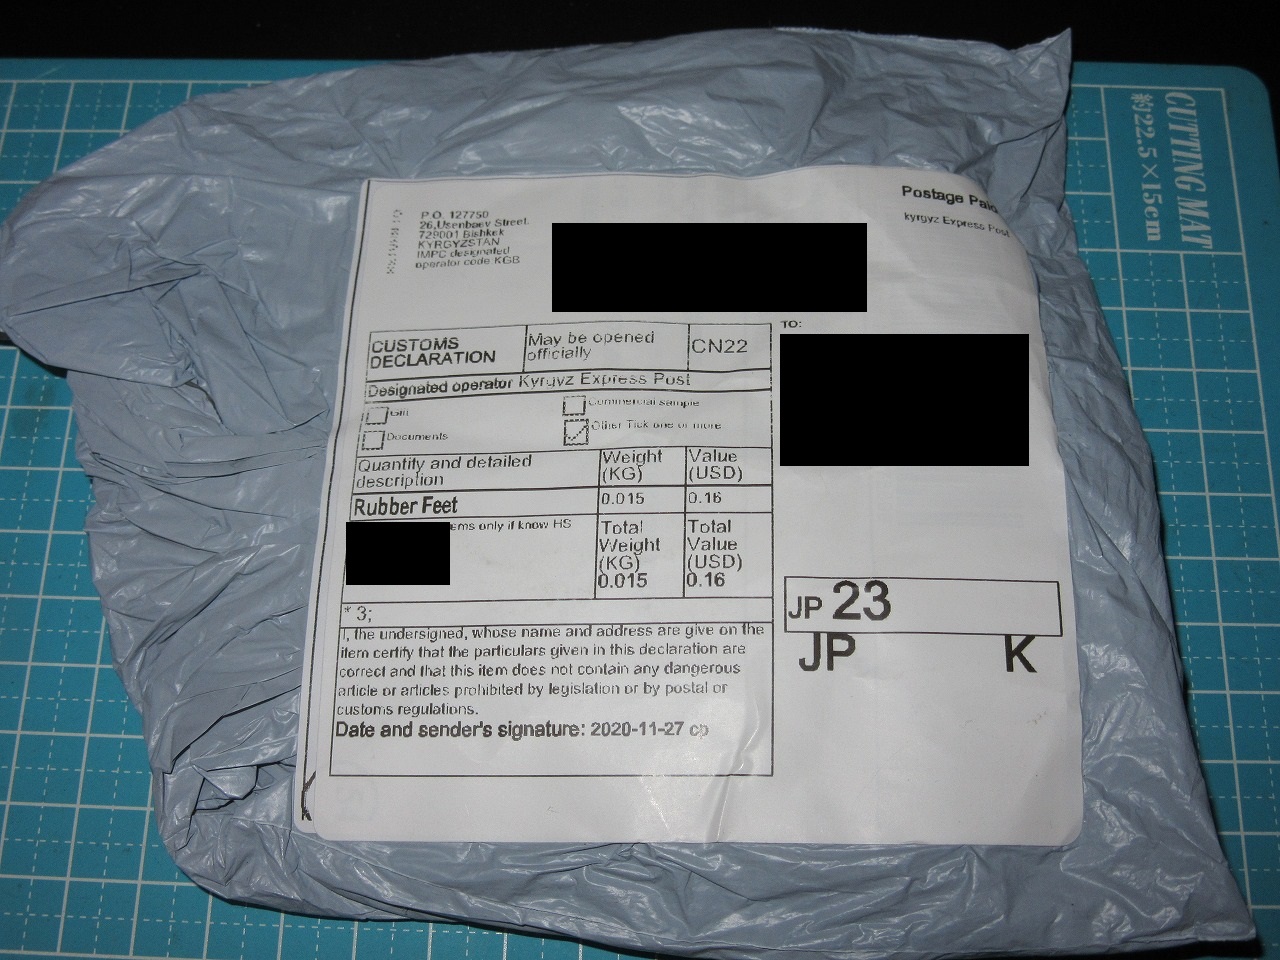 Postage Paid
kyrgyz Express Post
P.O. 127750
26,Usenbaev Street.
729001 Bishkek
KYRGYZSTAN
IMPC designated
operator code KGB
TO:
CUSTOMS DECLARATION
May be opened officially
CN22
Designated operator Kyrgyz Express Post
Gift
Commercial sample
Documents
Other Tick one or more
Quantity and detailed description
Weight (KG)
Value (USD)
Rubber Feet
0.015
0.16
ems only if know HS
Total Weight (KG)
0.015
Total Value (USD)
0.16
* 3;
I, the undersigned, whose name and address are give on the
item certify that the particulars given in this declaration are
correct and that this item does not contain any dangerous
article or articles prohibited by legislation or by postal or
customs regulations.
Date and sender's signature: 2020-11-27 cp
JP 23
JP K
CUTTING MAT
約22.5×15cm